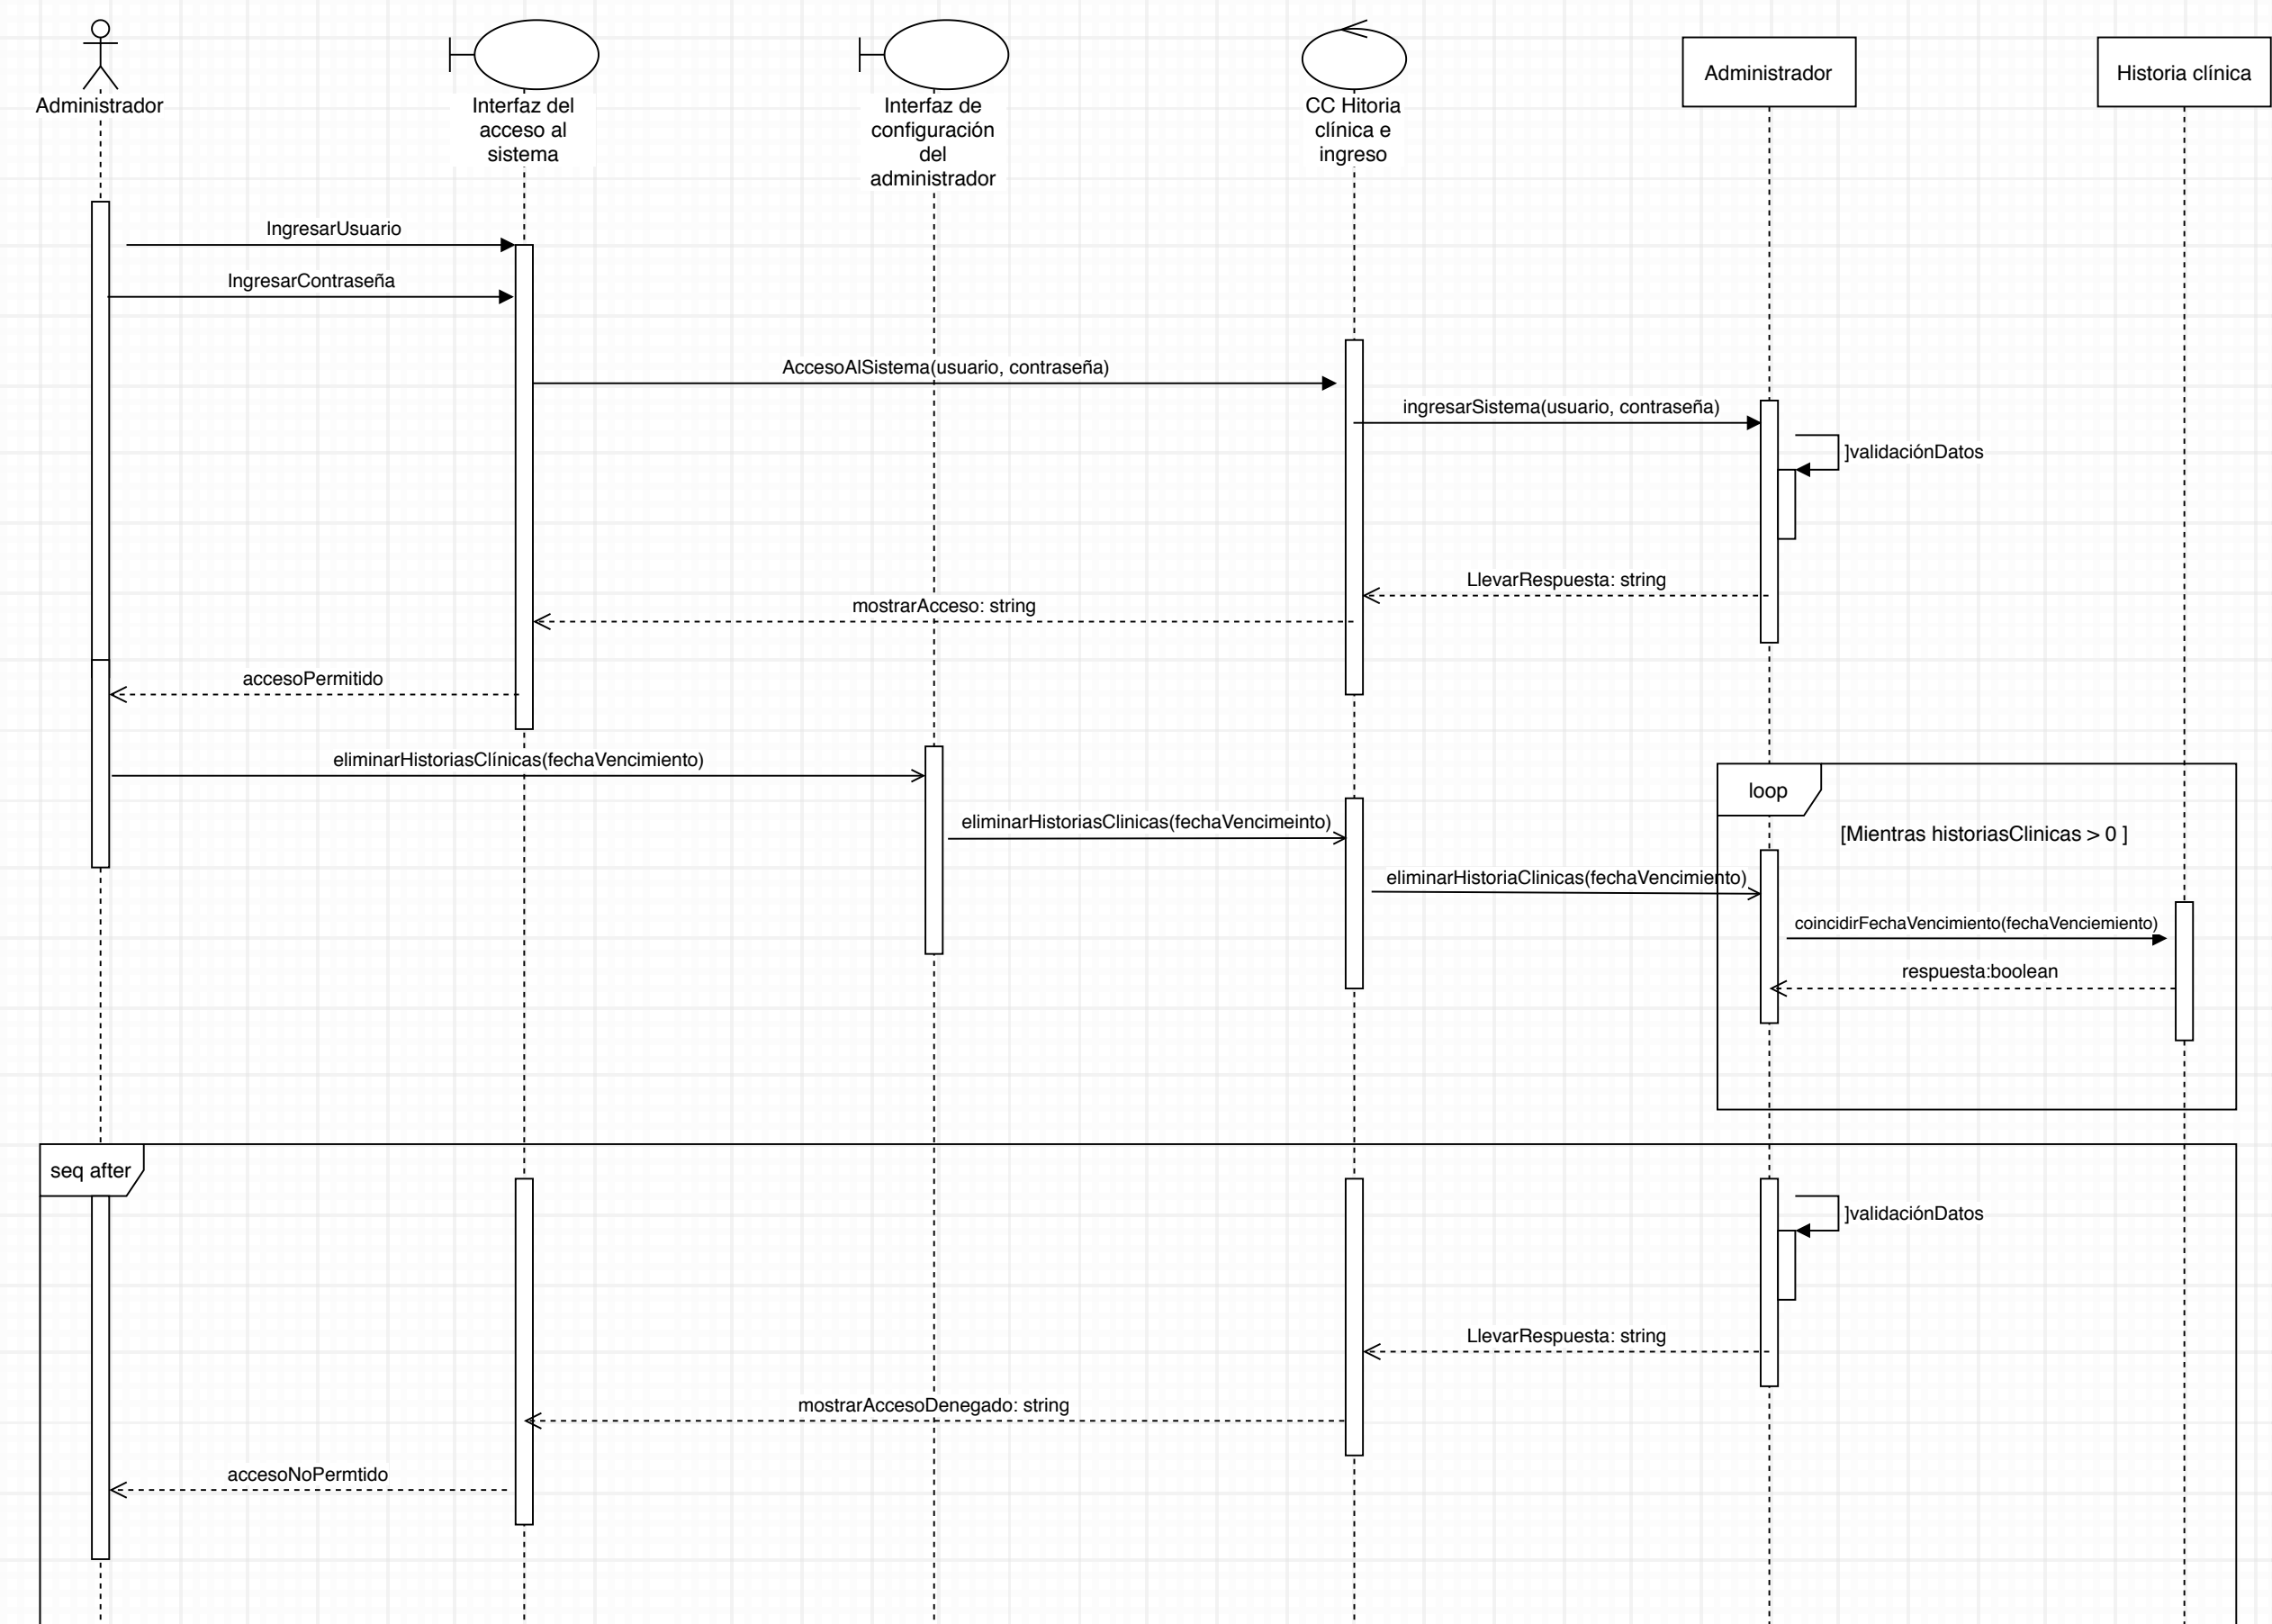 Administrador
Interfaz del
acceso al
sistema
Interfaz de
configuración
del
administrador
CC Hitoria
clínica e
ingreso
Administrador
Historia clínica
IngresarUsuario
IngresarContraseña
AccesoAlSistema(usuario, contraseña)
ingresarSistema(usuario, contraseña)
]validaciónDatos
LlevarRespuesta: string
mostrarAcceso: string
accesoPermitido
eliminarHistoriasClínicas(fechaVencimiento)
loop
[Mientras historiasClinicas > 0 ]
eliminarHistoriasClinicas(fechaVencimeinto)
eliminarHistoriaClinicas(fechaVencimiento)
coincidirFechaVencimiento(fechaVenciemiento)
respuesta:boolean
seq after
]validaciónDatos
LlevarRespuesta: string
mostrarAccesoDenegado: string
accesoNoPermtido